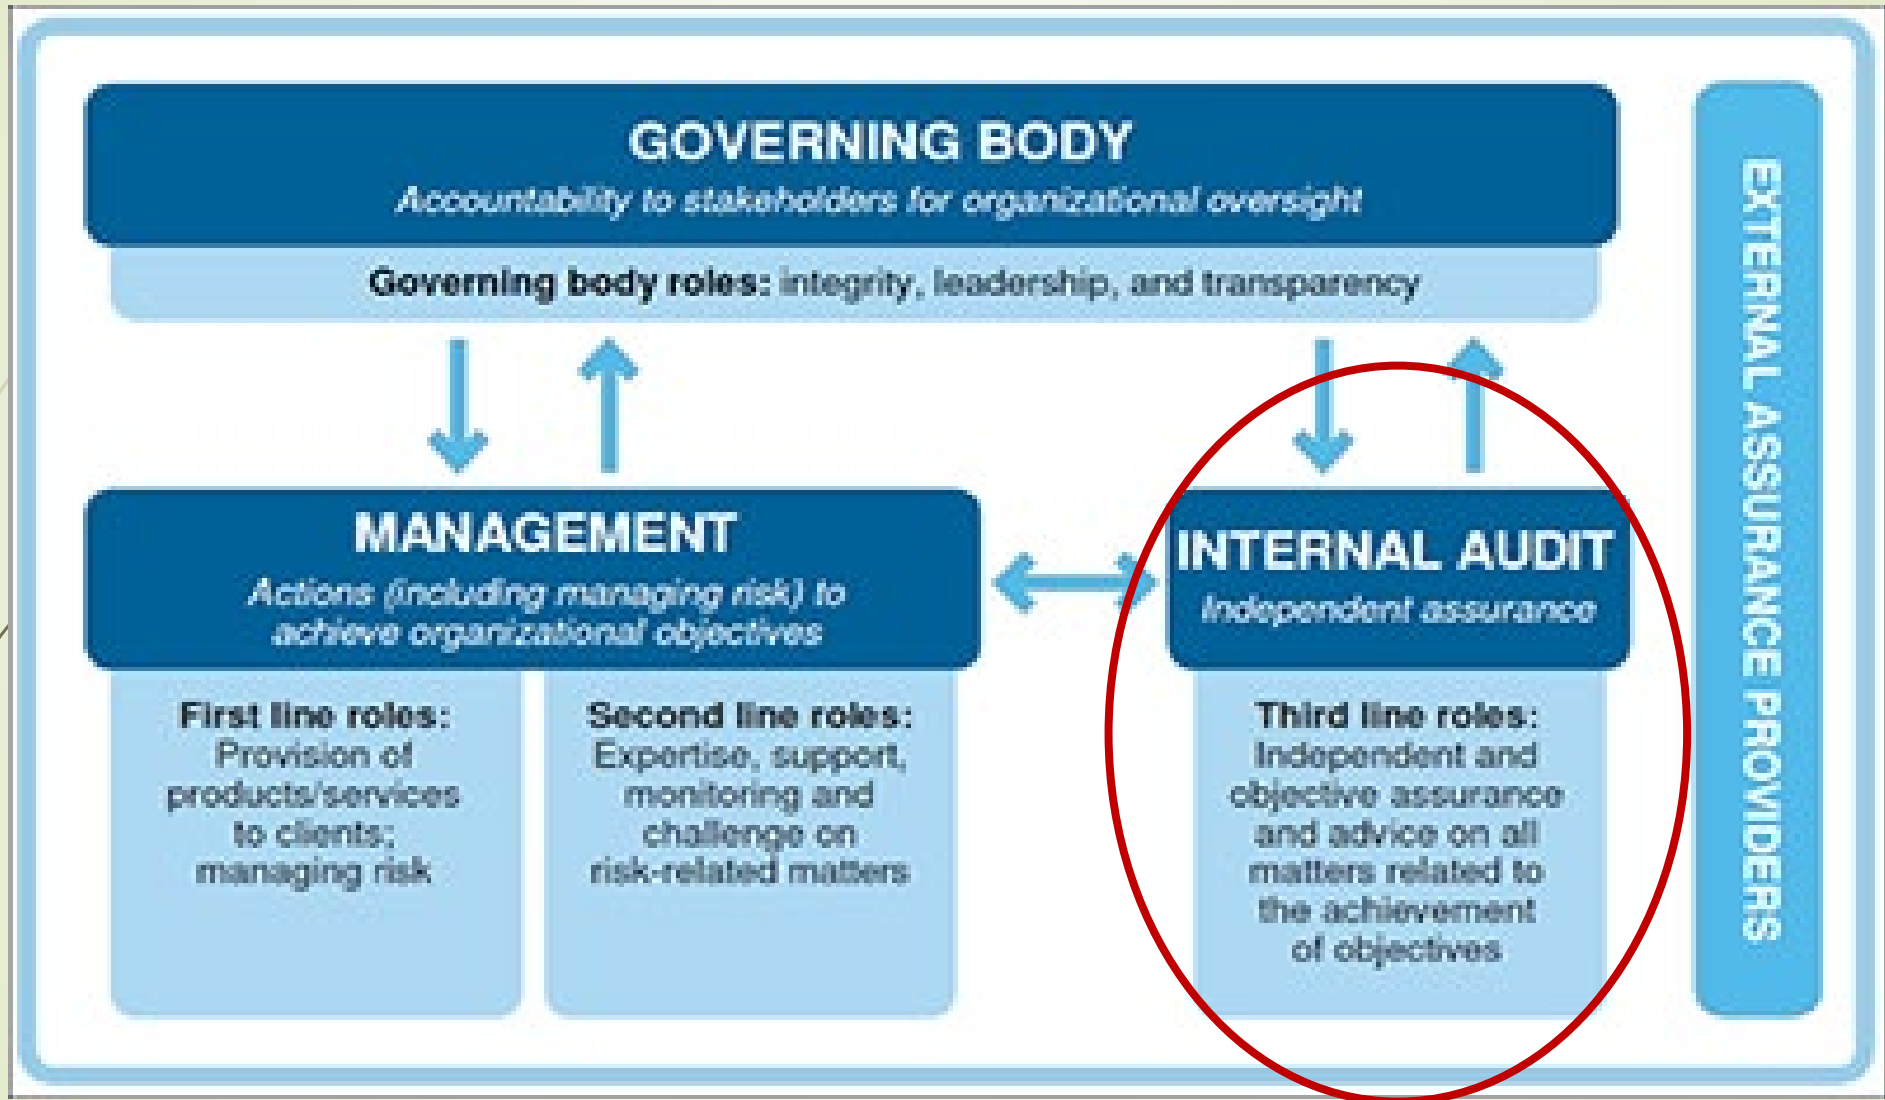 GOVERNING BODY
Accountability to stakeholders for organizational oversight
Governing body roles: integrity, leadership, and transparency
MANAGEMENT
Actions (including managing risk) to
achieve organizational objectives
First line roles:
Provision of
products/services
to clients;
managing risk
Second line roles:
Expertise, support,
monitoring and
challenge on
risk-related matters
INTERNAL AUDIT
Independent assurance
Third line roles:
Independent and
objective assurance
and advice on all
matters related to
the achievement
of objectives
EXTERNAL ASSURANCE PROVIDERS